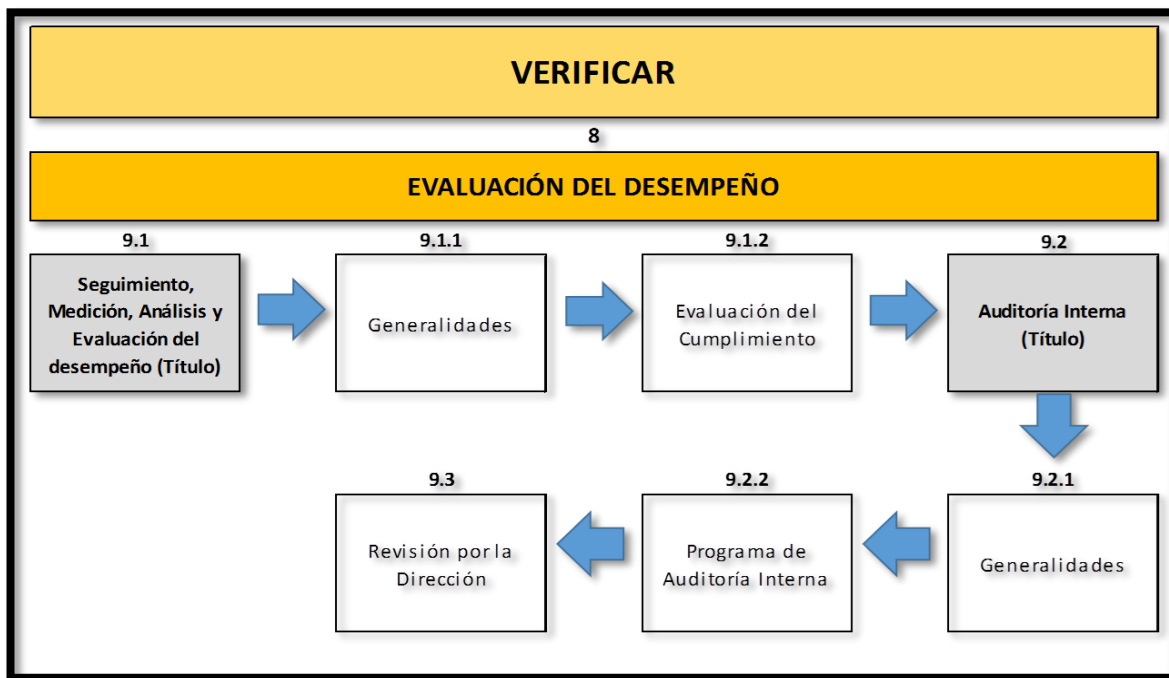 VERIFICAR
8
EVALUACIÓN DEL DESEMPEÑO
9.1
Seguimiento,
Medición, Análisis y
Evaluación del
desempeño (Título)
9.1.1
Generalidades
9.1.2
Evaluación del
Cumplimiento
9.2
Auditoría Interna
(Título)
9.2.1
Generalidades
9.2.2
Programa de
Auditoría Interna
9.3
Revisión por la
Dirección